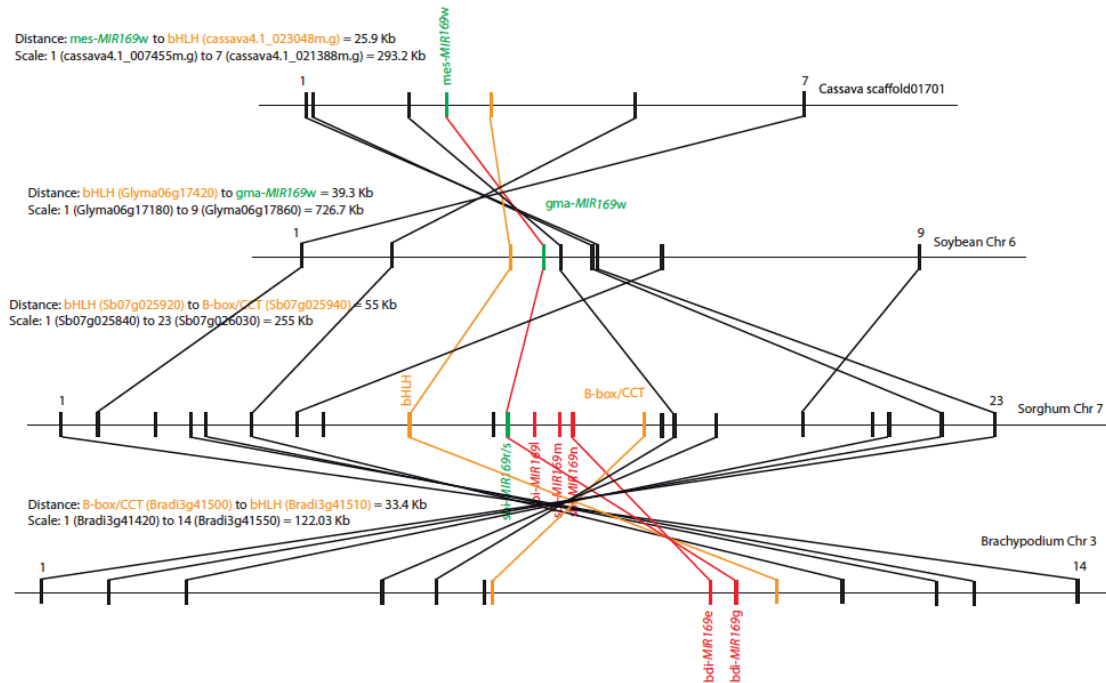 Distance: mes-MIR169w to bHLH (cassava4.1_023048m.g) = 25.9 Kb
Scale: 1 (cassava4.1_007455m.g) to 7 (cassava4.1_021388m.g) = 293.2 Kb
mes-MIR169w
1
7
Cassava scaffold01701
Distance: bHLH (Glyma06g17420) to gma-MIR169w = 39.3 Kb
Scale: 1 (Glyma06g17180) to 9 (Glyma06g17860) = 726.7 Kb
gma-MIR169w
1
9
Soybean Chr 6
Distance: bHLH (Sb07g025920) to B-box/CCT (Sb07g025940) = 55 Kb
Scale: 1 (Sb07g025840) to 23 (Sb07g026030) = 255 Kb
1
bHLH
B-box/CCT
23
Sorghum Chr 7
sbi-MIR169r/s
sbi-MIR169l
sbi-MIR169m
sbi-MIR169n
Distance: B-box/CCT (Bradi3g41500) to bHLH (Bradi3g41510) = 33.4 Kb
Scale: 1 (Bradi3g41420) to 14 (Bradi3g41550) = 122.03 Kb
Brachypodium Chr 3
1
14
bdi-MIR169e
bdi-MIR169g